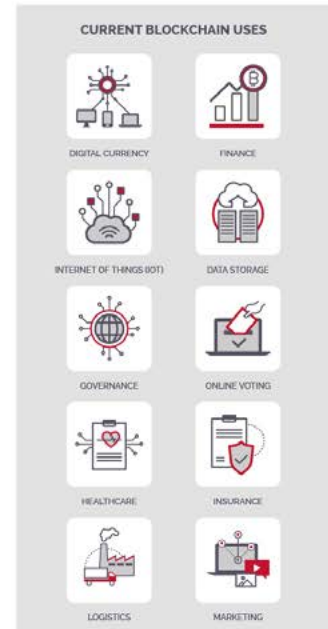 CURRENT BLOCKCHAIN USES
DIGITAL CURRENCY
FINANCE
INTERNET OF THINGS (IOT)
DATA STORAGE
GOVERNANCE
ONLINE VOTING
HEALTHCARE
INSURANCE
LOGISTICS
MARKETING